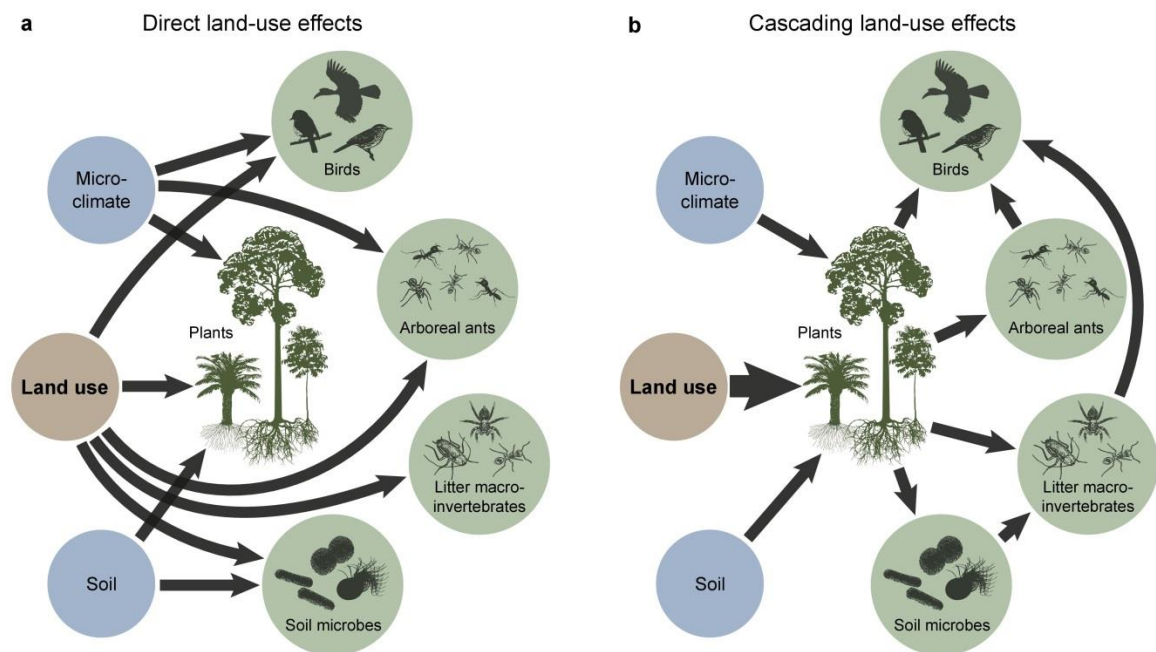 a Direct land-use effects
Birds
Micro-
climate
Arboreal ants
Plants
Land use
Litter macro-
invertebrates
Soil
Soil microbes
b Cascading land-use effects
Birds
Micro-
climate
Arboreal ants
Plants
Land use
Litter macro-
invertebrates
Soil
Soil microbes